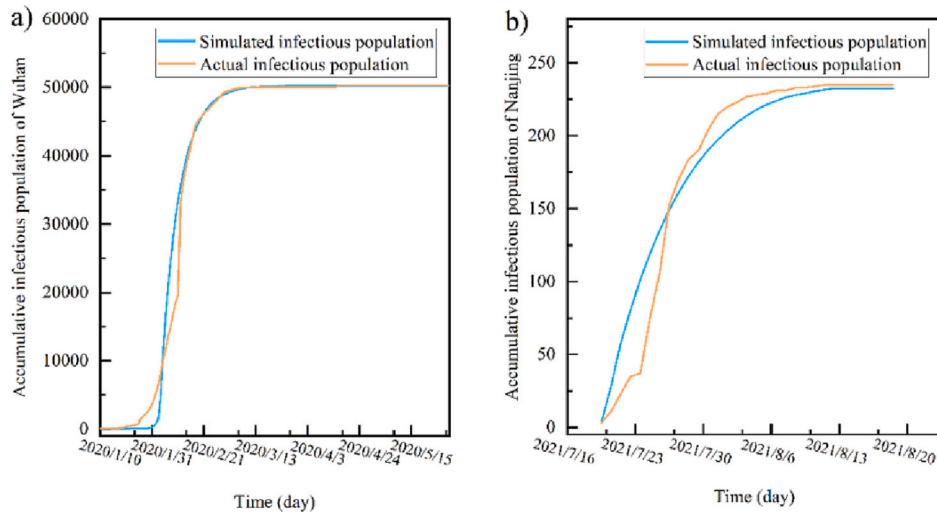 a)
Accumulative infectious population of Wuhan
60000
50000
40000
30000
20000
10000
0
Simulated infectious population
Actual infectious population
2020/1/10
2020/1/31
2020/2/21
2020/3/13
2020/4/3
2020/4/24
2020/5/15
Time (day)
b)
Accumulative infectious population of Nanjing
250
200
150
100
50
0
Simulated infectious population
Actual infectious population
2021/7/16
2021/7/23
2021/7/30
2021/8/6
2021/8/13
2021/8/20
Time (day)